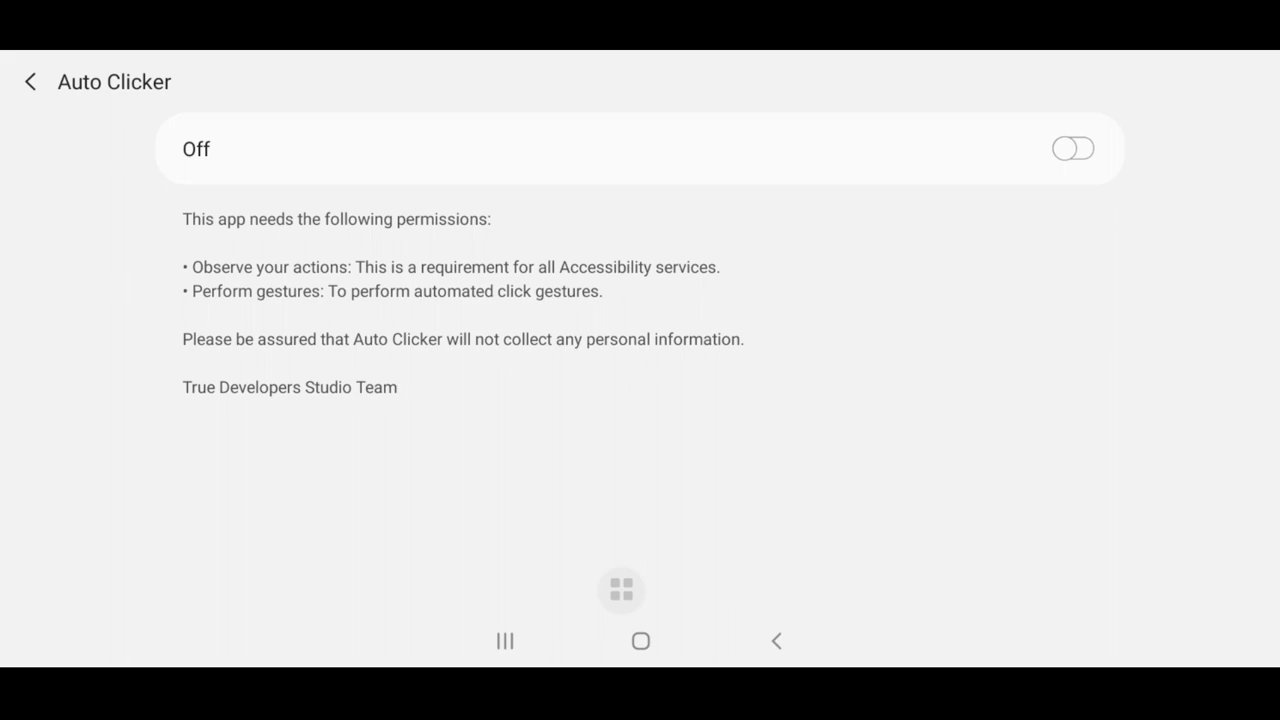 Auto Clicker
Off
This app needs the following permissions:
• Observe your actions: This is a requirement for all Accessibility services.
• Perform gestures: To perform automated click gestures.
Please be assured that Auto Clicker will not collect any personal information.
True Developers Studio Team